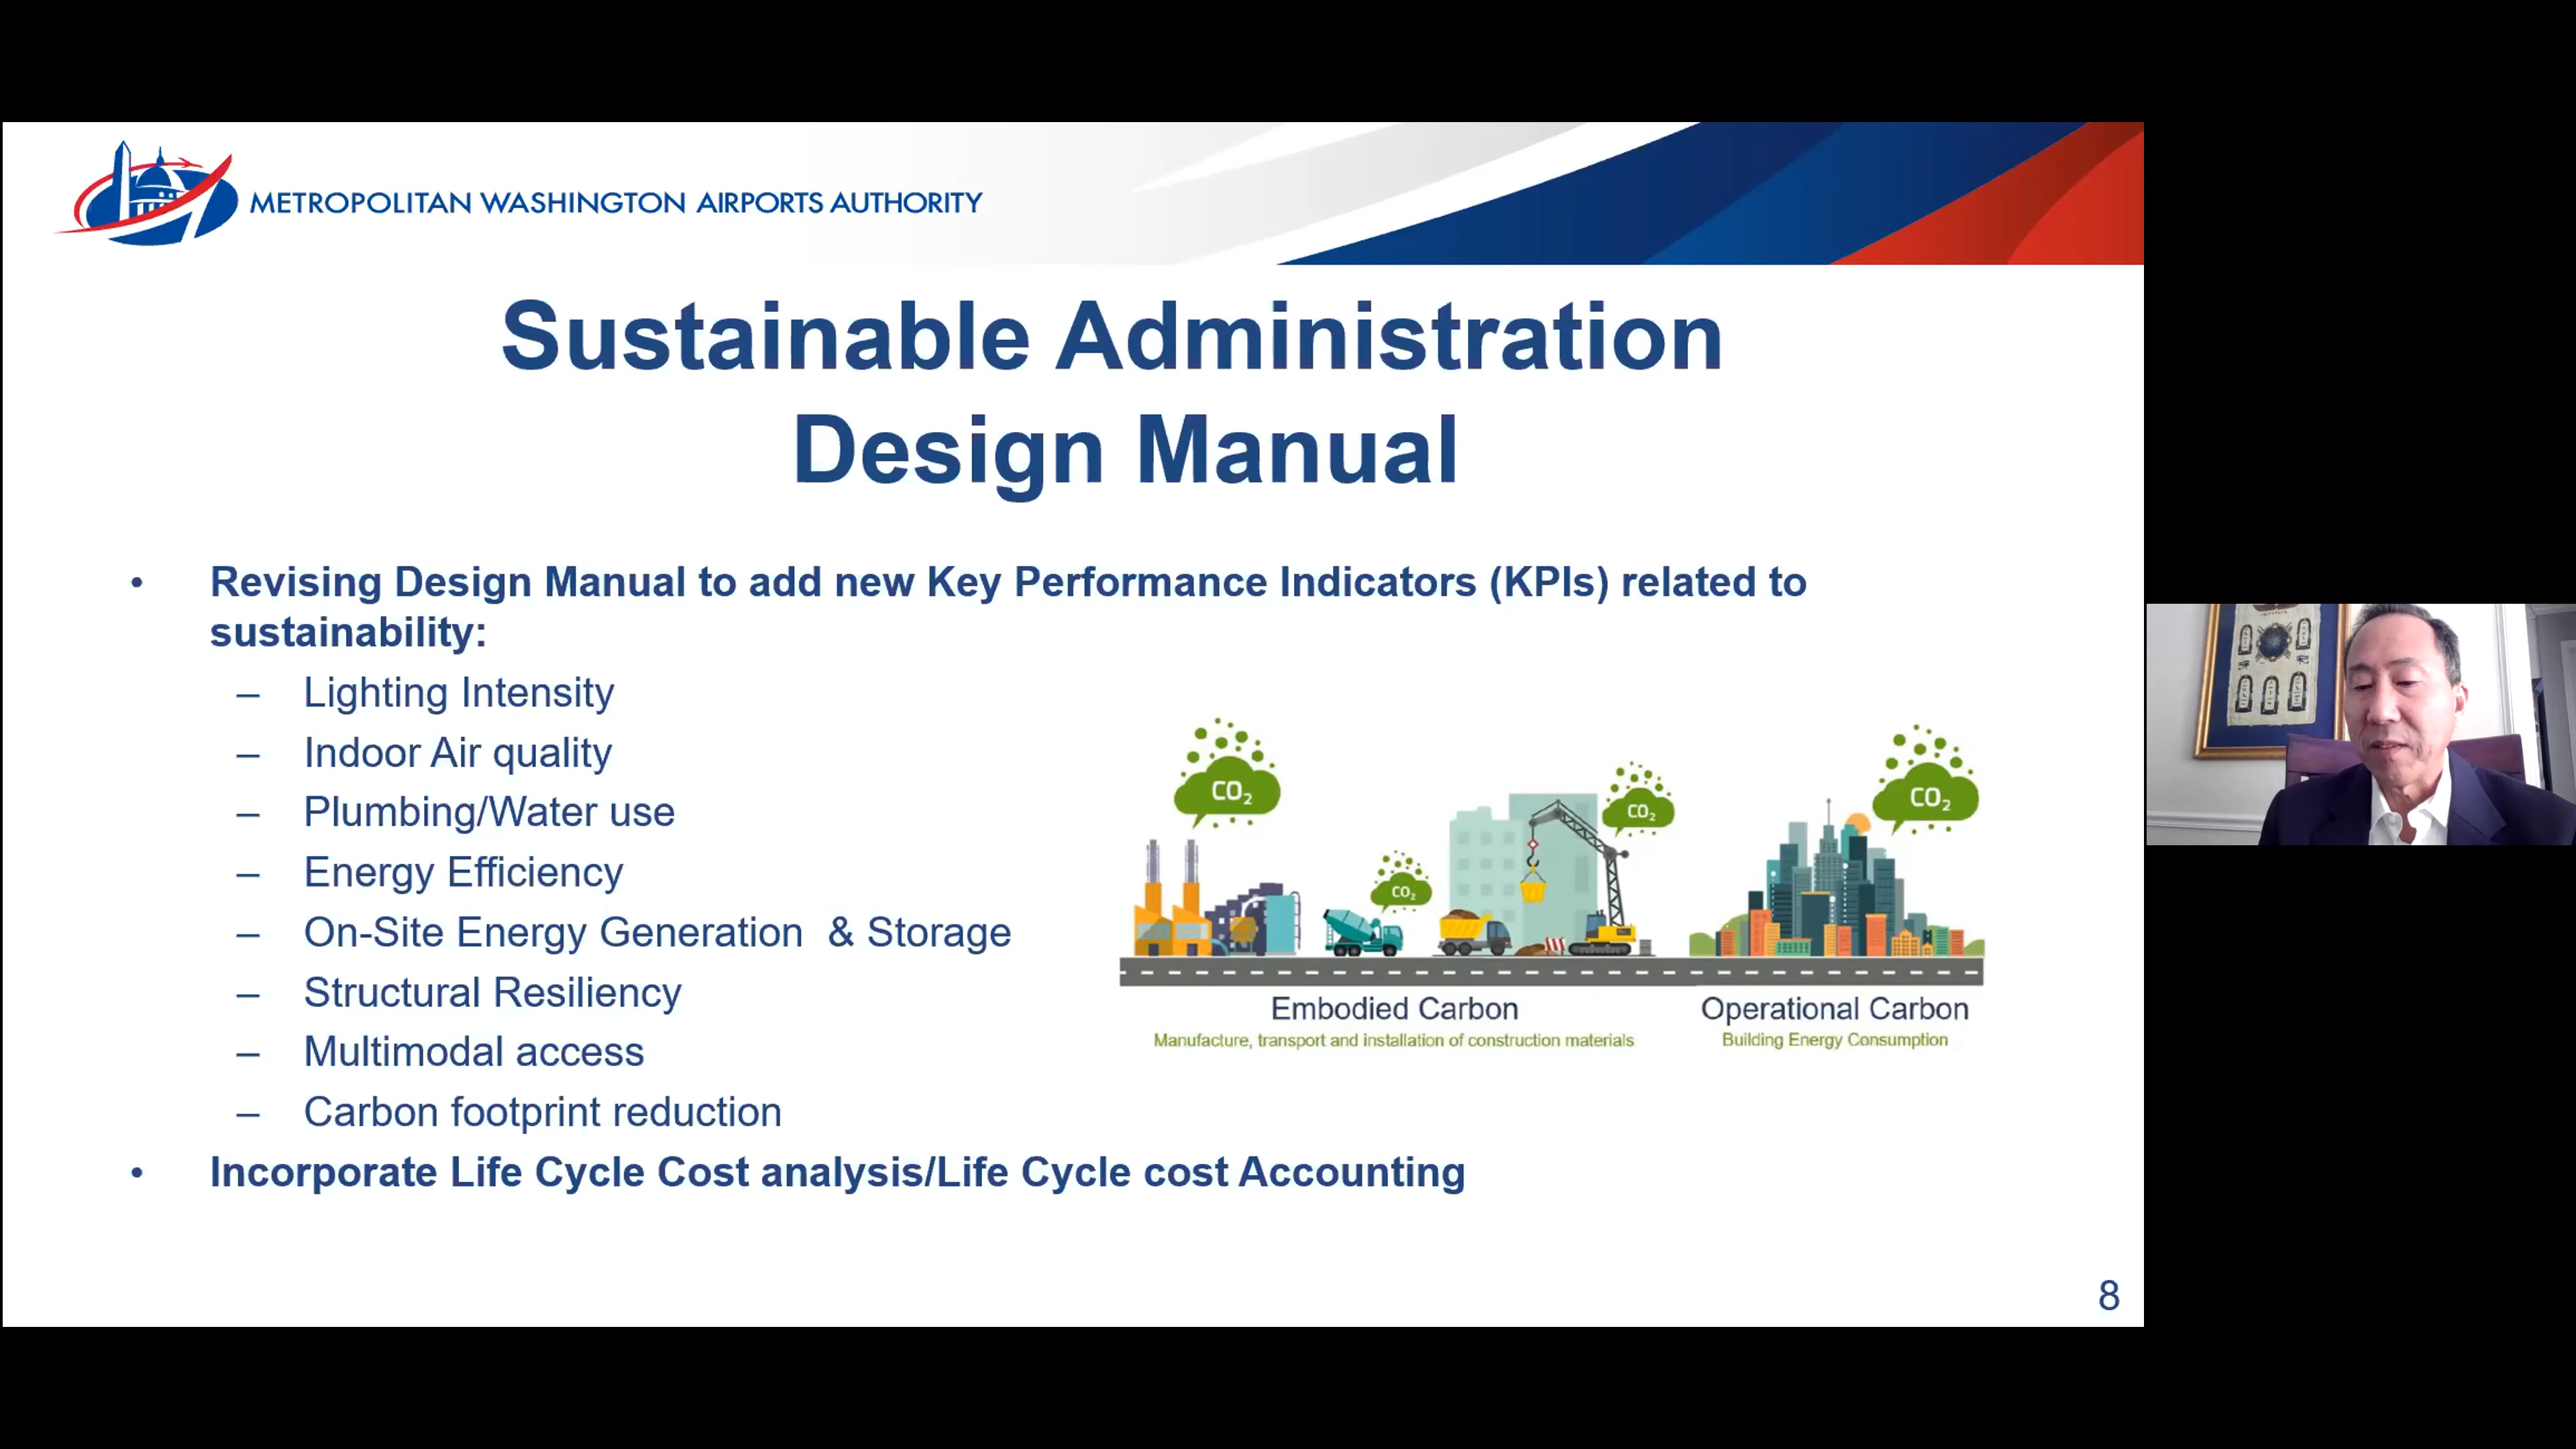 METROPOLITAN WASHINGTON AIRPORTS AUTHORITY
Sustainable Administration
Design Manual
• Revising Design Manual to add new Key Performance Indicators (KPIs) related to
sustainability:
– Lighting Intensity
– Indoor Air quality
– Plumbing/Water use
– Energy Efficiency
– On-Site Energy Generation & Storage
– Structural Resiliency
– Multimodal access
– Carbon footprint reduction
• Incorporate Life Cycle Cost analysis/Life Cycle cost Accounting
CO₂
CO₂
CO₂
CO₂
Embodied Carbon
Manufacture, transport and installation of construction materials
Operational Carbon
Building Energy Consumption
8